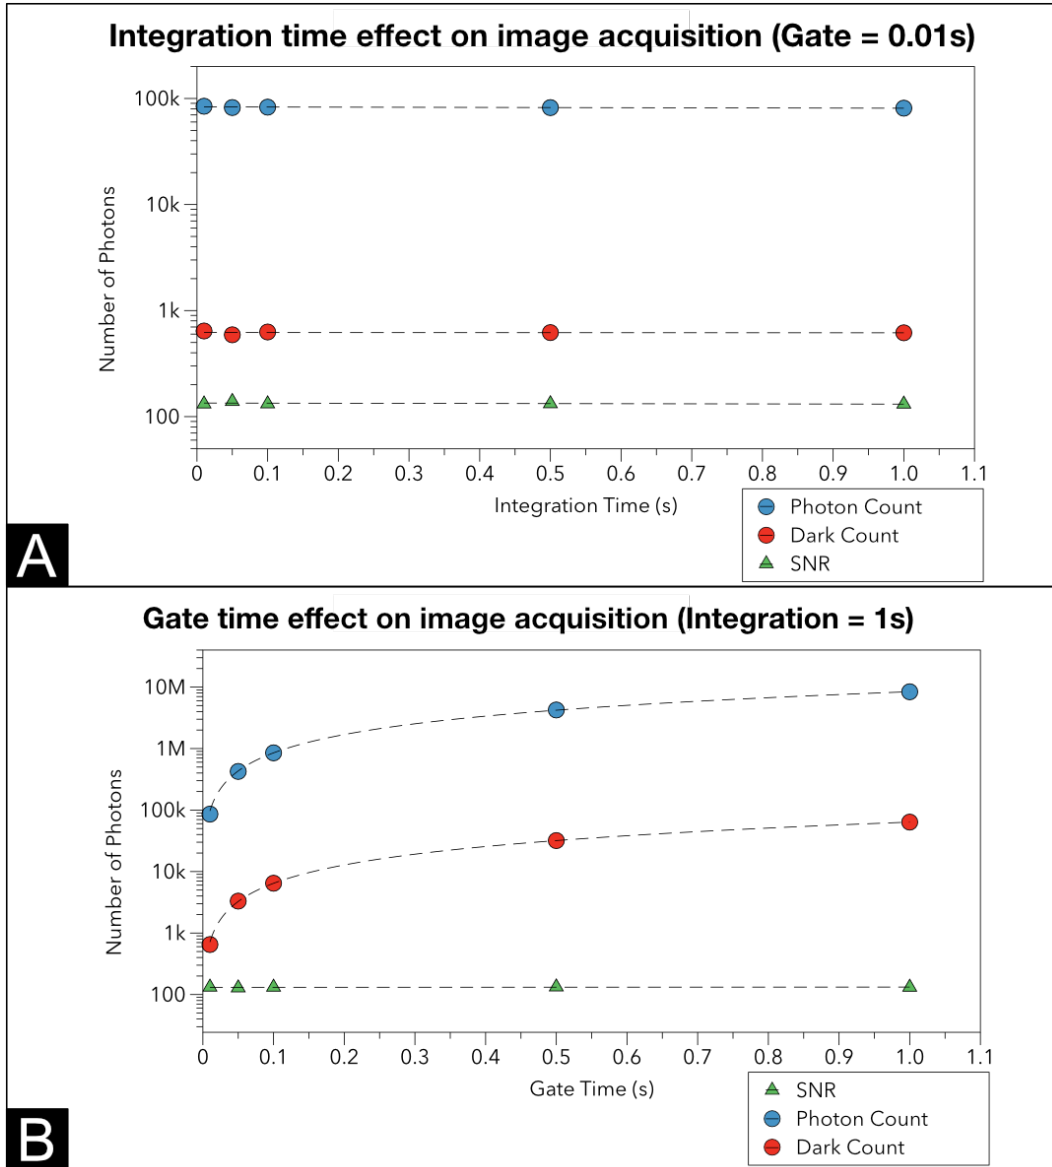 Integration time effect on image acquisition (Gate = 0.01s)
100k
10k
1k
100
Number of Photons
0 0.1 0.2 0.3 0.4 0.5 0.6 0.7 0.8 0.9 1.0 1.1
Integration Time (s)
Photon Count
Dark Count
SNR
A
Gate time effect on image acquisition (Integration = 1s)
10M
1M
100k
10k
1k
100
Number of Photons
0 0.1 0.2 0.3 0.4 0.5 0.6 0.7 0.8 0.9 1.0 1.1
Gate Time (s)
SNR
Photon Count
Dark Count
B